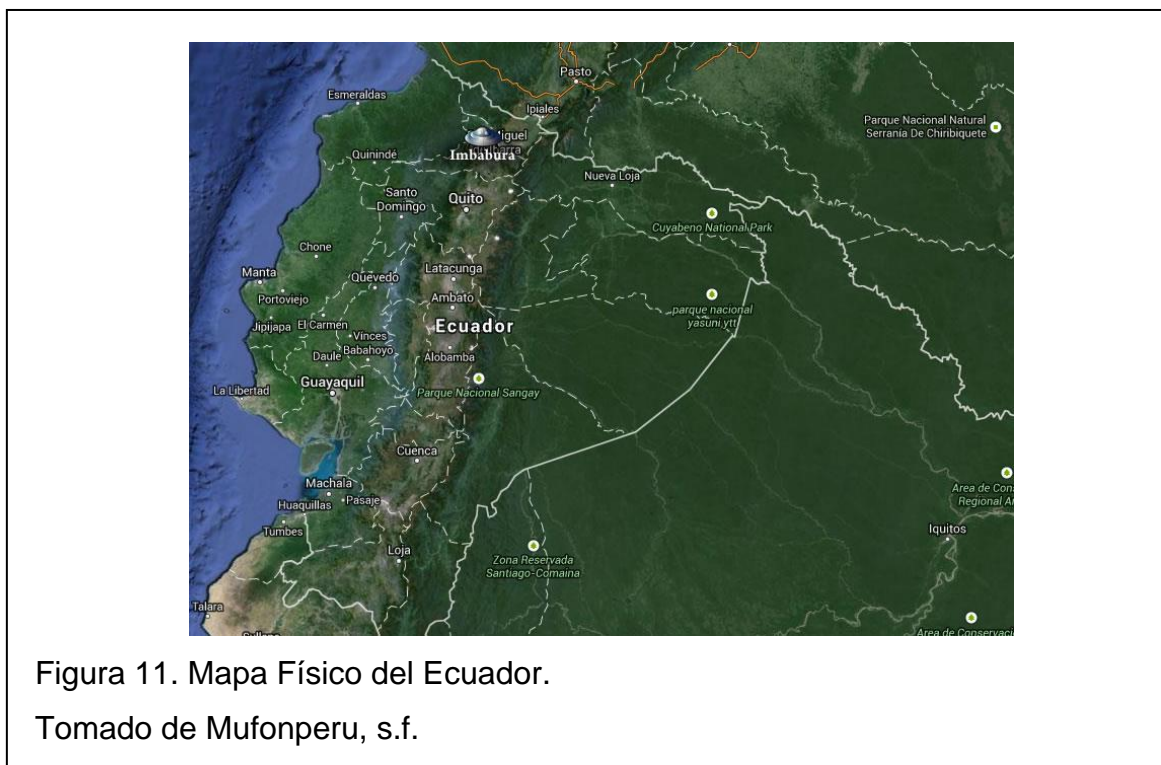 Pasto
Esmeraldas
Ipiales
Parque Nacional Natural
Serranía De Chiribiquete
Imbabura
Quinindé
Nueva Loja
Santo
Domingo
Quito
Cuyabeno National Park
Chone
Manta
Quevedo
Latacunga
Portoviejo
Ambato
parque nacional
yasuni ytt
Jipijapa
El Carmen
Ecuador
Vinces
Daule
Babahoyo
Alobamba
La Libertad
Guayaquil
Parque Nacional Sangay
Cuenca
Machala
Huaquillas
Pasaje
Tumbes
Iquitos
Loja
Zona Reservada
Santiago-Comaina
Talara
Figura 11. Mapa Físico del Ecuador.
Tomado de Mufonperu, s.f.